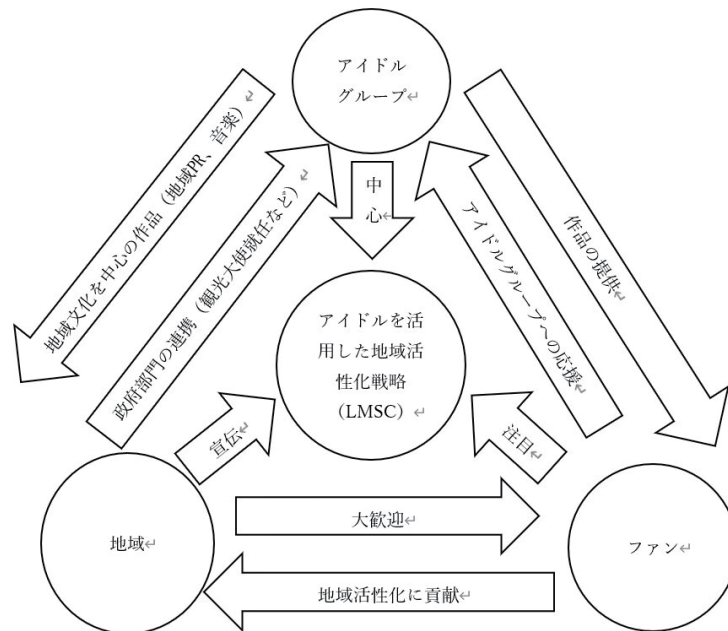 アイドル
グループ
地域文化を中心の作品（地域PR、音楽）
政府部門の連携（観光大使就任など）
中
心
アイドルグループへの応援
作品の提供
アイドルを活
用した地域活
性化戦略
（LMSC）
宣伝
注目
地域
大歓迎
ファン
地域活性化に貢献